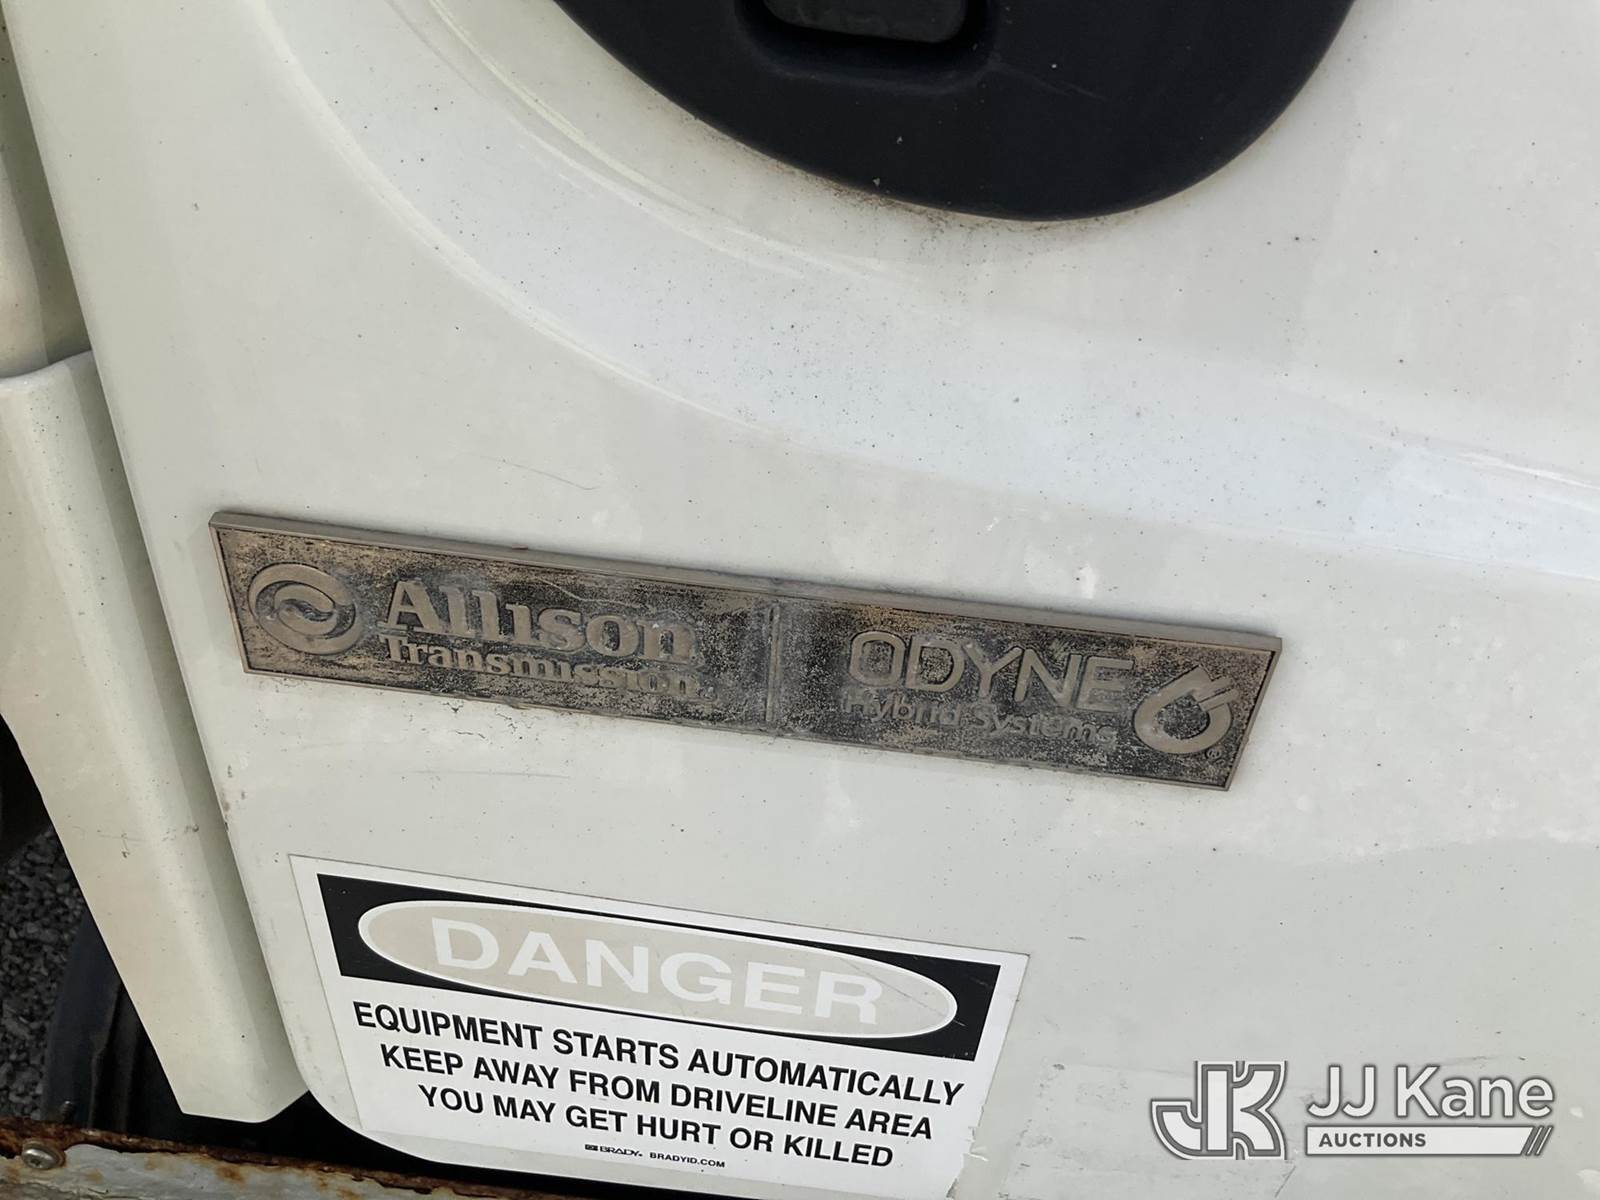 Allison
Transmission®
ODYNE
Hybrid Systems
®
DANGER
EQUIPMENT STARTS AUTOMATICALLY
KEEP AWAY FROM DRIVELINE AREA
YOU MAY GET HURT OR KILLED
BRADY. BRADYID.COM
JK JJ Kane
AUCTIONS